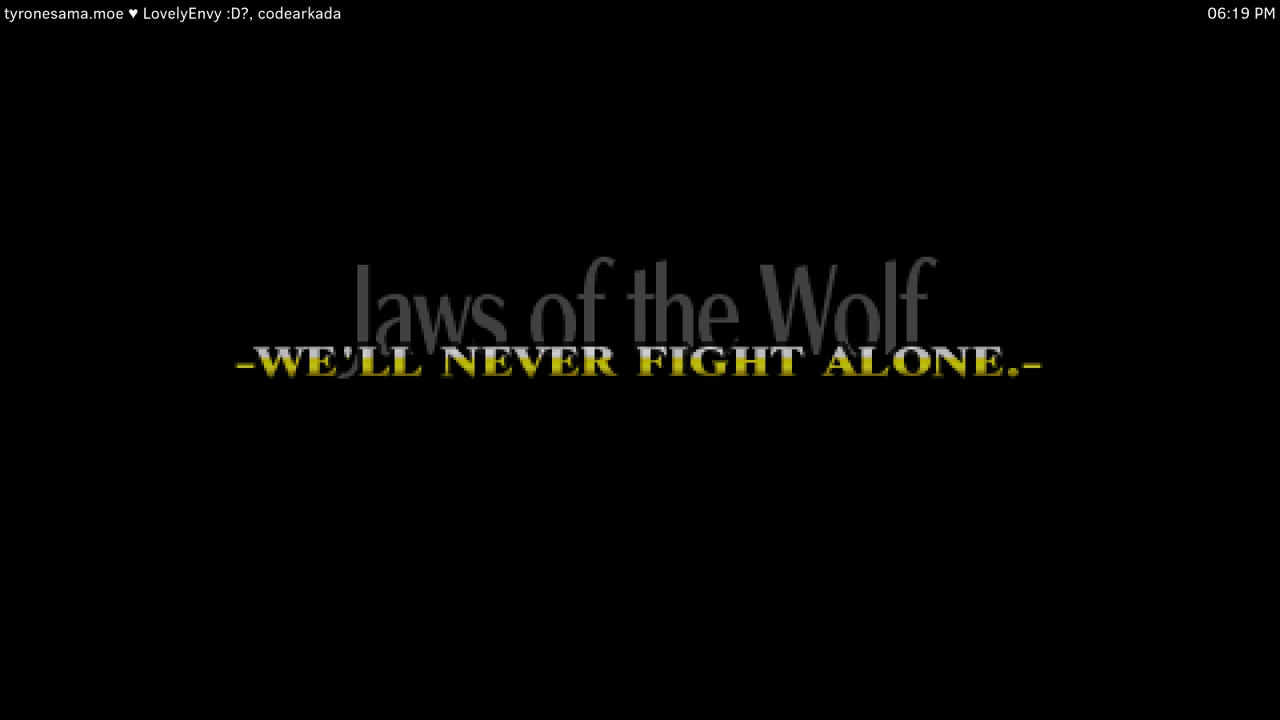 tyronesama.moe ♥ LovelyEnvy :D?, codearkada
06:19 PM
Jaws of the Wolf
-WE'LL NEVER FIGHT ALONE.-